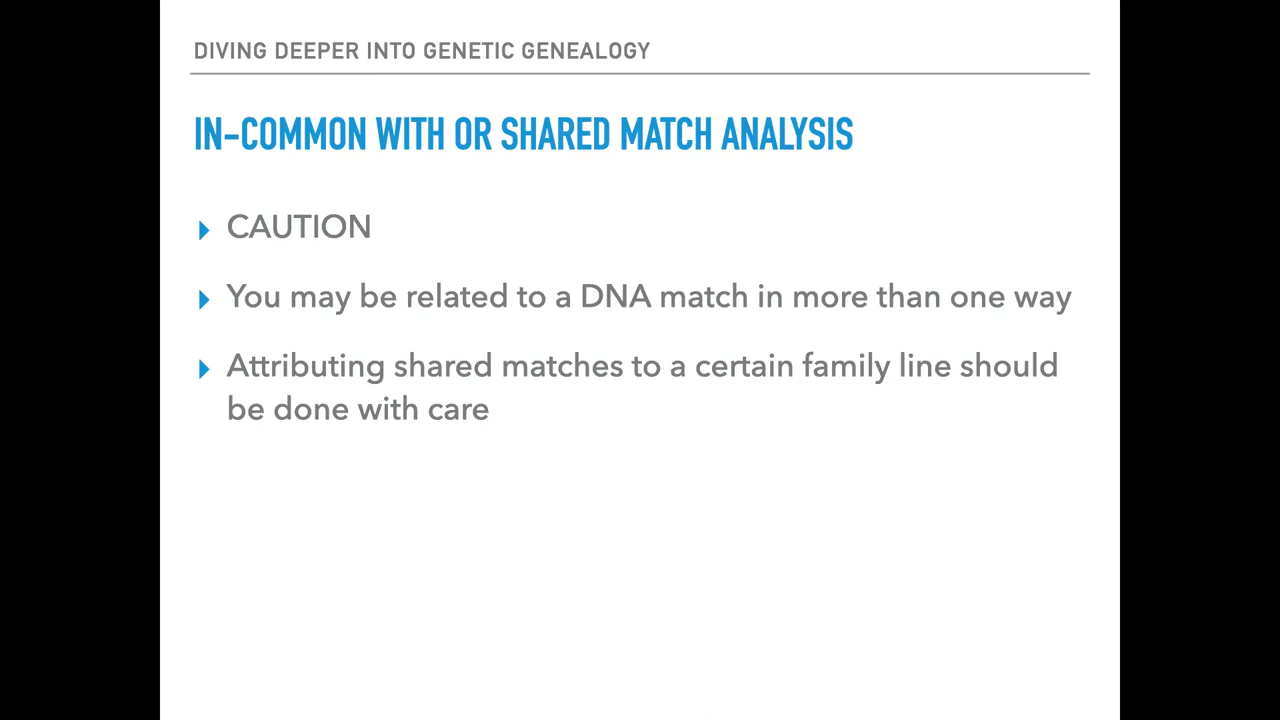 DIVING DEEPER INTO GENETIC GENEALOGY
IN-COMMON WITH OR SHARED MATCH ANALYSIS
CAUTION
You may be related to a DNA match in more than one way
Attributing shared matches to a certain family line should
be done with care